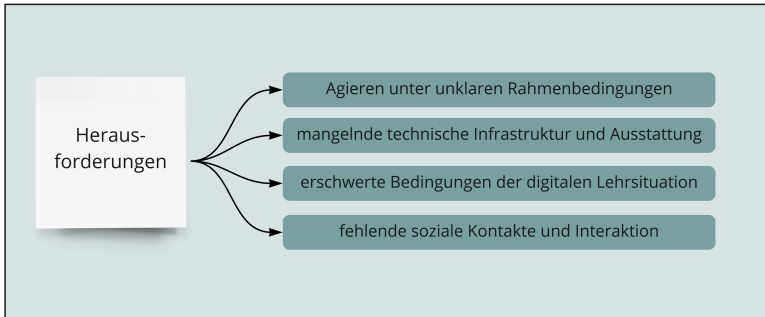 Heraus-
forderungen
Agieren unter unklaren Rahmenbedingungen
mangelnde technische Infrastruktur und Ausstattung
erschwerte Bedingungen der digitalen Lehrsituation
fehlende soziale Kontakte und Interaktion